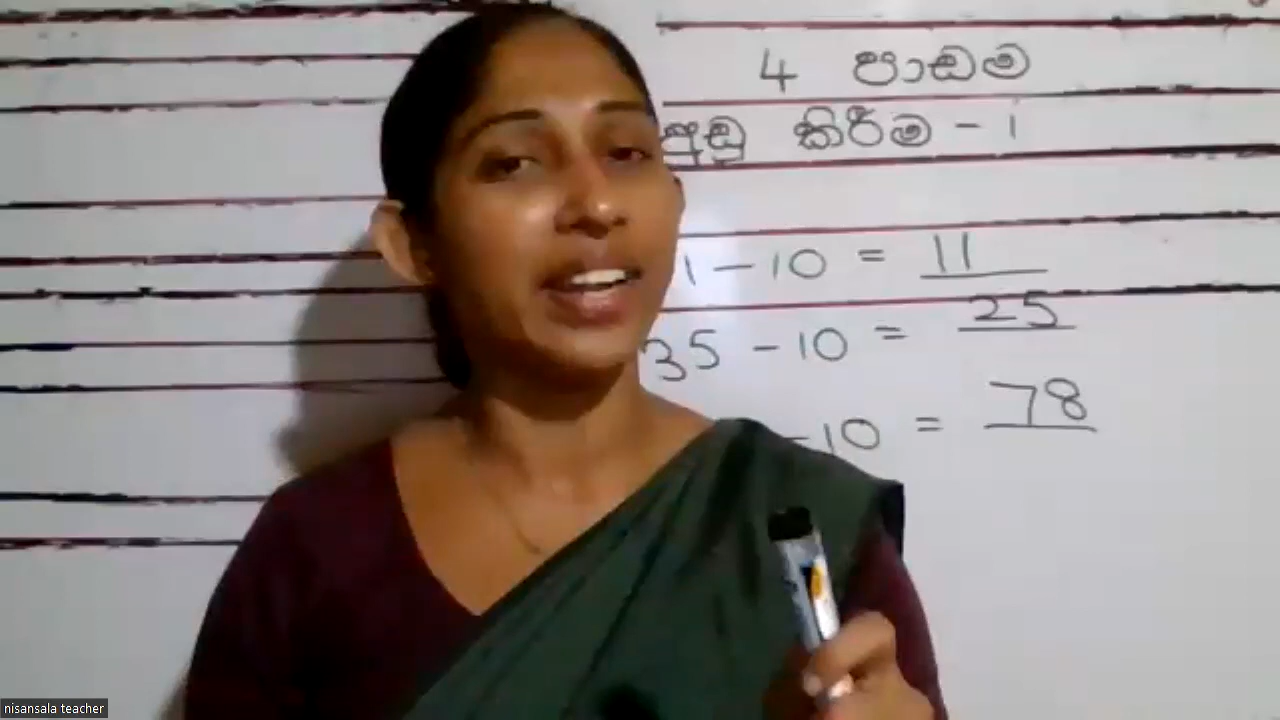 4 පාඩම
අඩු කිරීම - 1
1 - 10 = 11
35 - 10 = 25
- 10 = 78
nisansala teacher